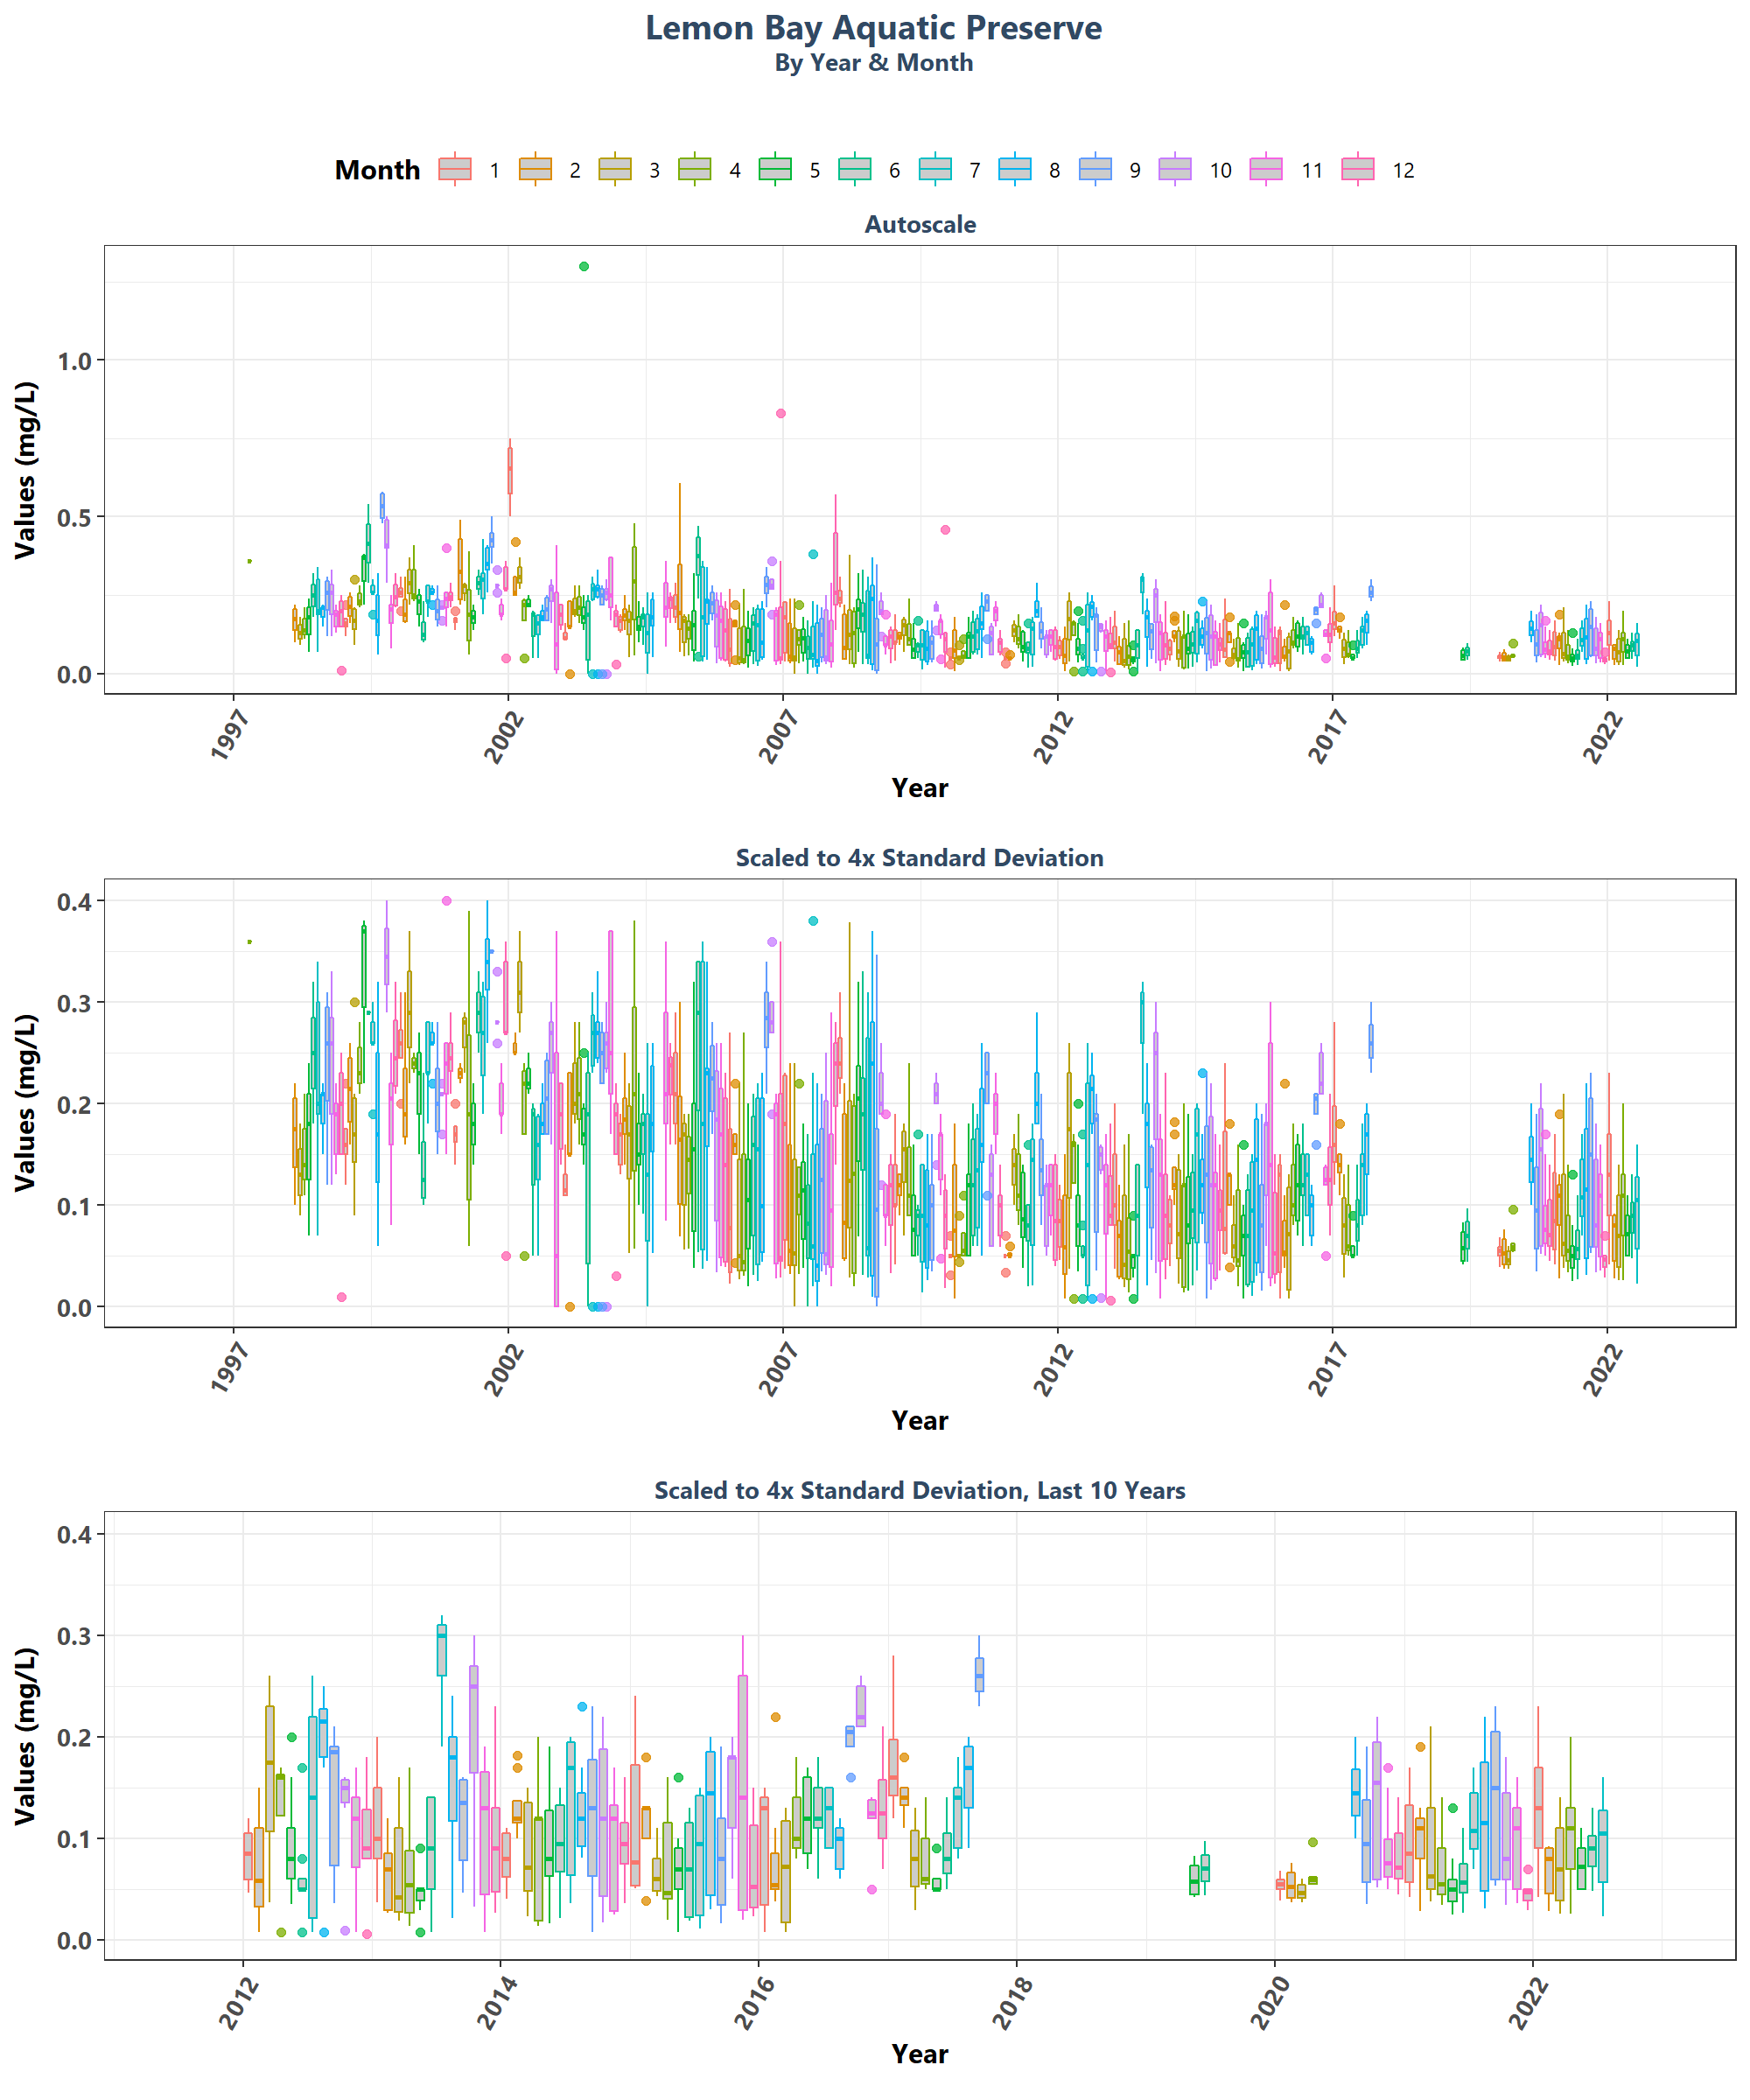 Lemon Bay Aquatic Preserve
By Year & Month
Month 1 2 3 4 5 6 7 8 9 10 11 12
Autoscale
Values (mg/L)
1.0
0.5
0.0
1997 2002 2007 2012 2017 2022
Year
Scaled to 4x Standard Deviation
Values (mg/L)
0.4
0.3
0.2
0.1
0.0
1997 2002 2007 2012 2017 2022
Year
Scaled to 4x Standard Deviation, Last 10 Years
Values (mg/L)
0.4
0.3
0.2
0.1
0.0
2012 2014 2016 2018 2020 2022
Year